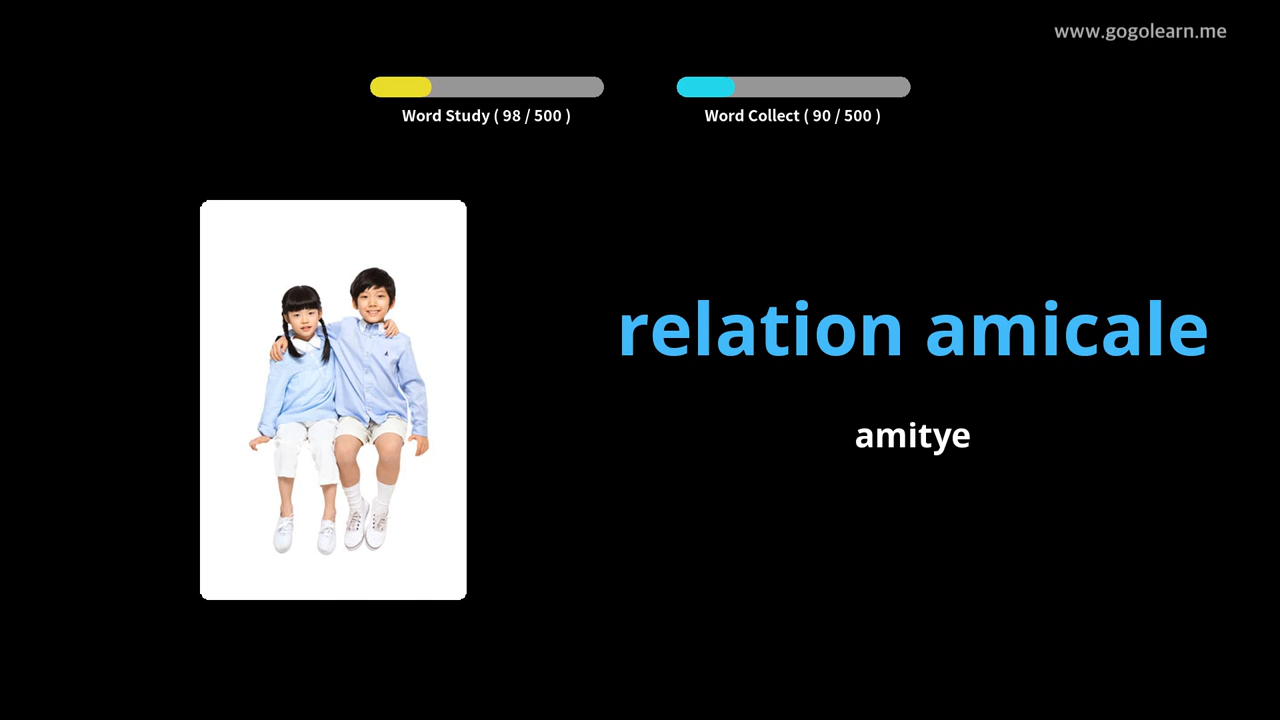 www.gogolearn.me
Word Study ( 98 / 500 )
Word Collect ( 90 / 500 )
relation amicale
amitye